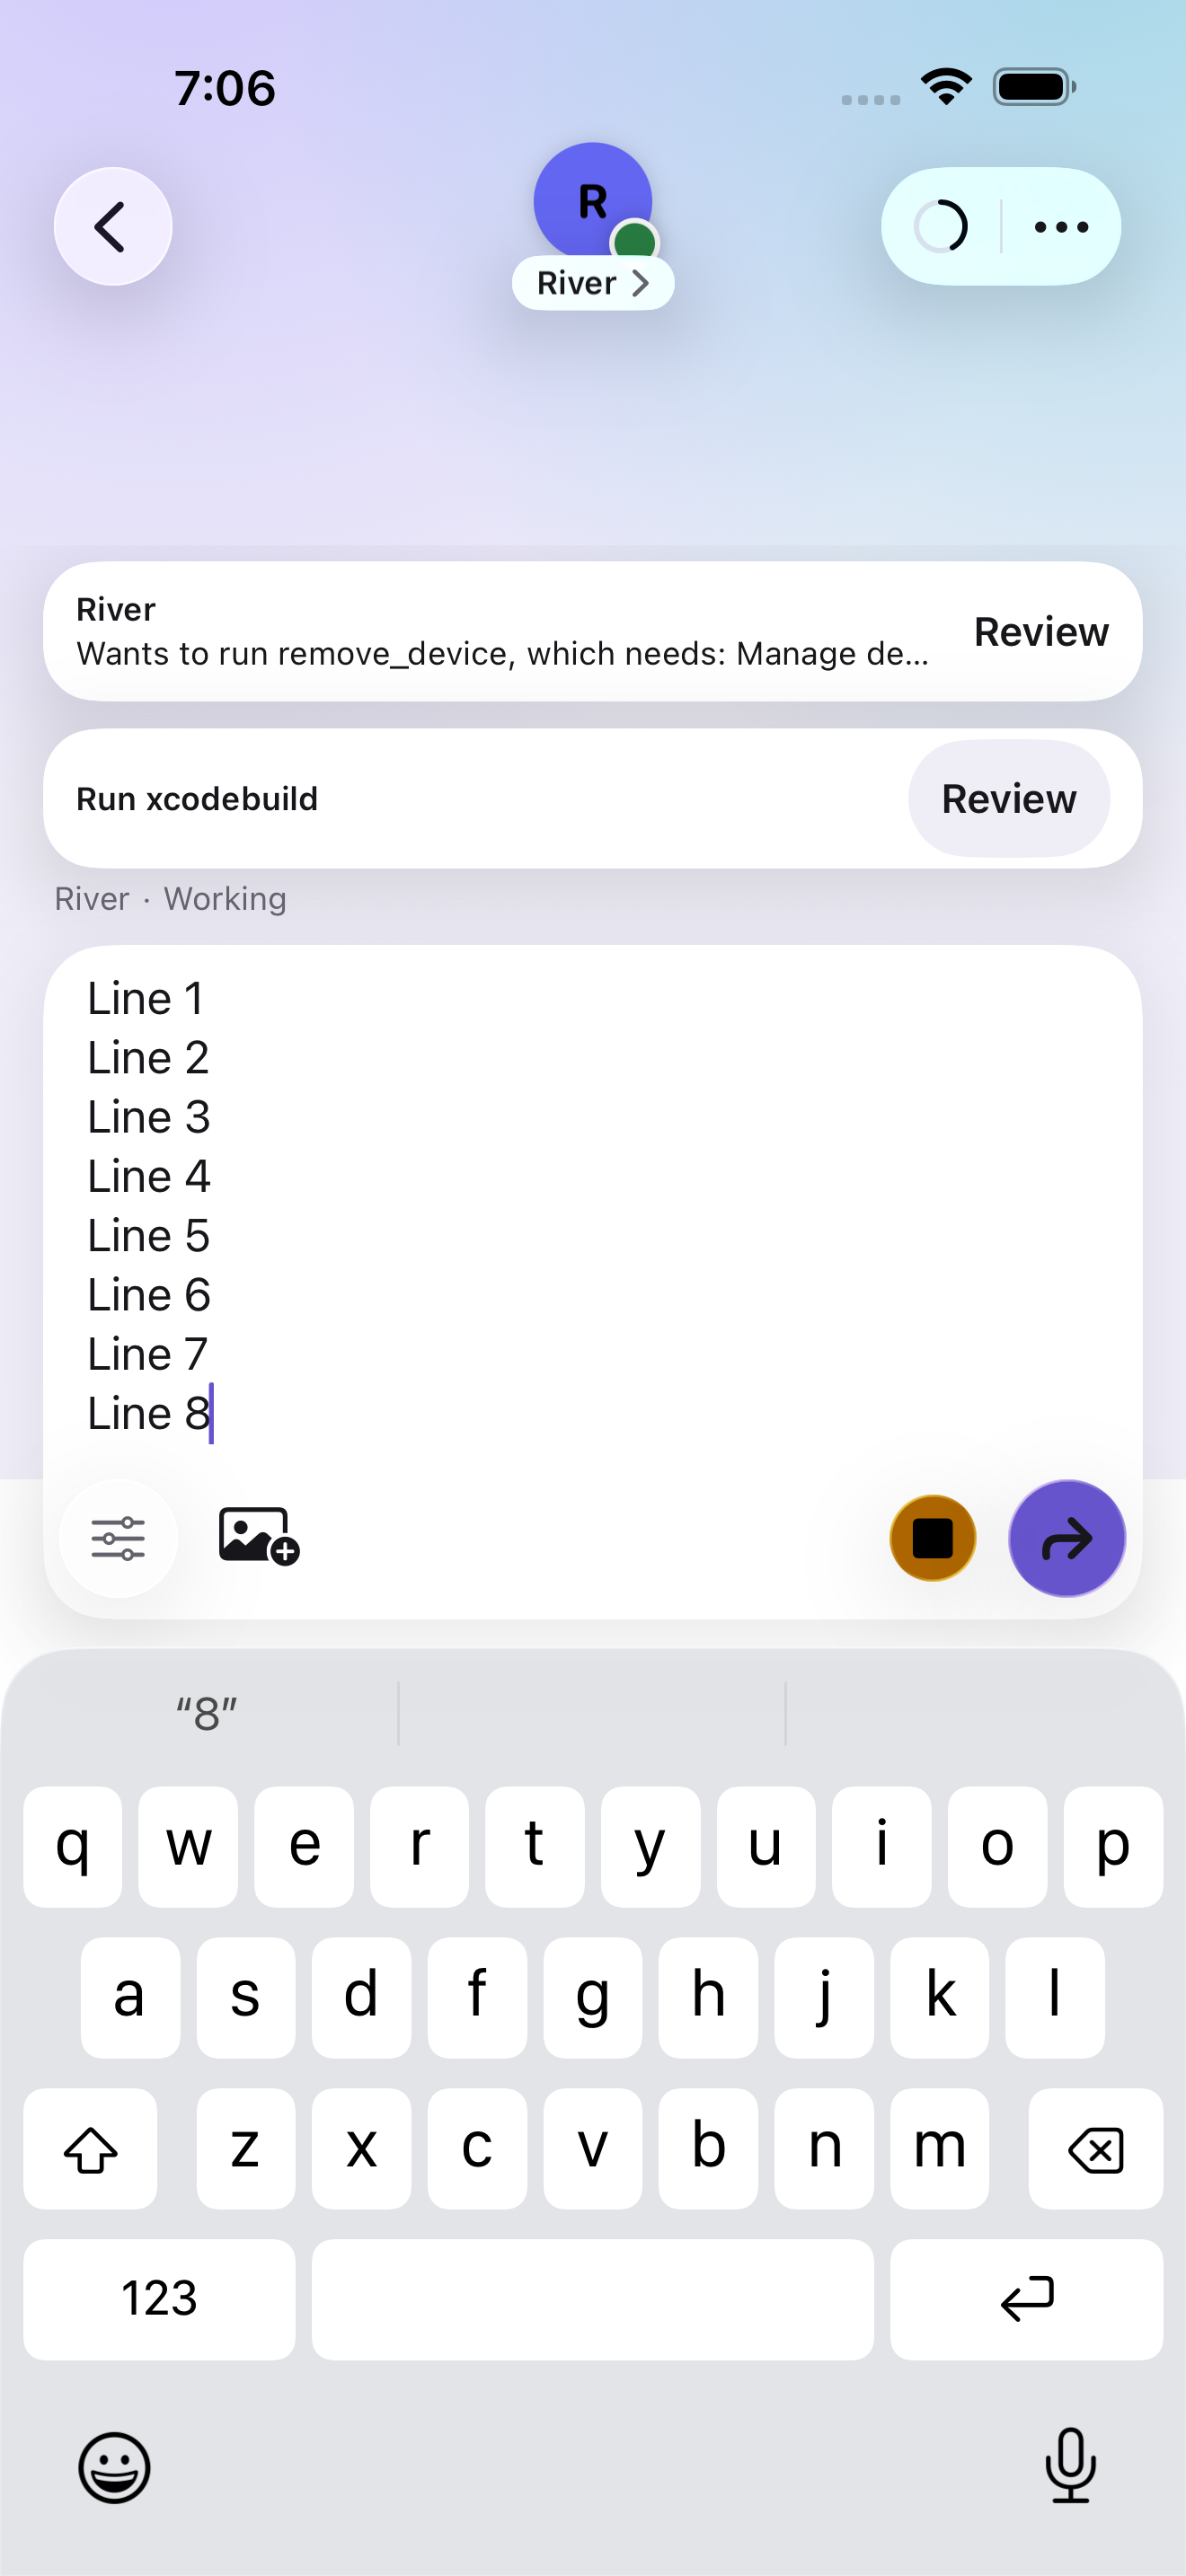 7:06
R
River
River
Wants to run remove_device, which needs: Manage de...
Review
Run xcodebuild
Review
River · Working
Line 1
Line 2
Line 3
Line 4
Line 5
Line 6
Line 7
Line 8
“8”
q w e r t y u i o p
a s d f g h j k l
z x c v b n m
123